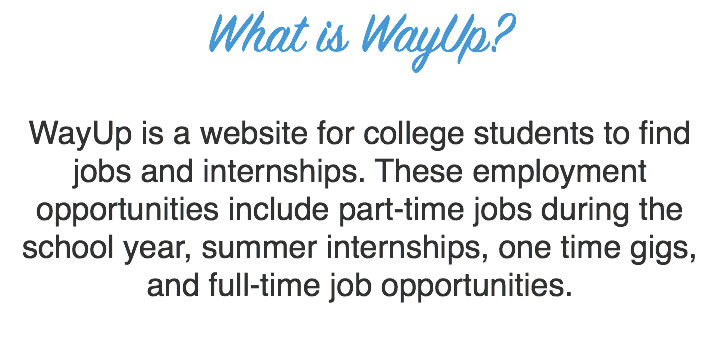 What is WayUp?
WayUp is a website for college students to find
jobs and internships. These employment
opportunities include part-time jobs during the
school year, summer internships, one time gigs,
and full-time job opportunities.